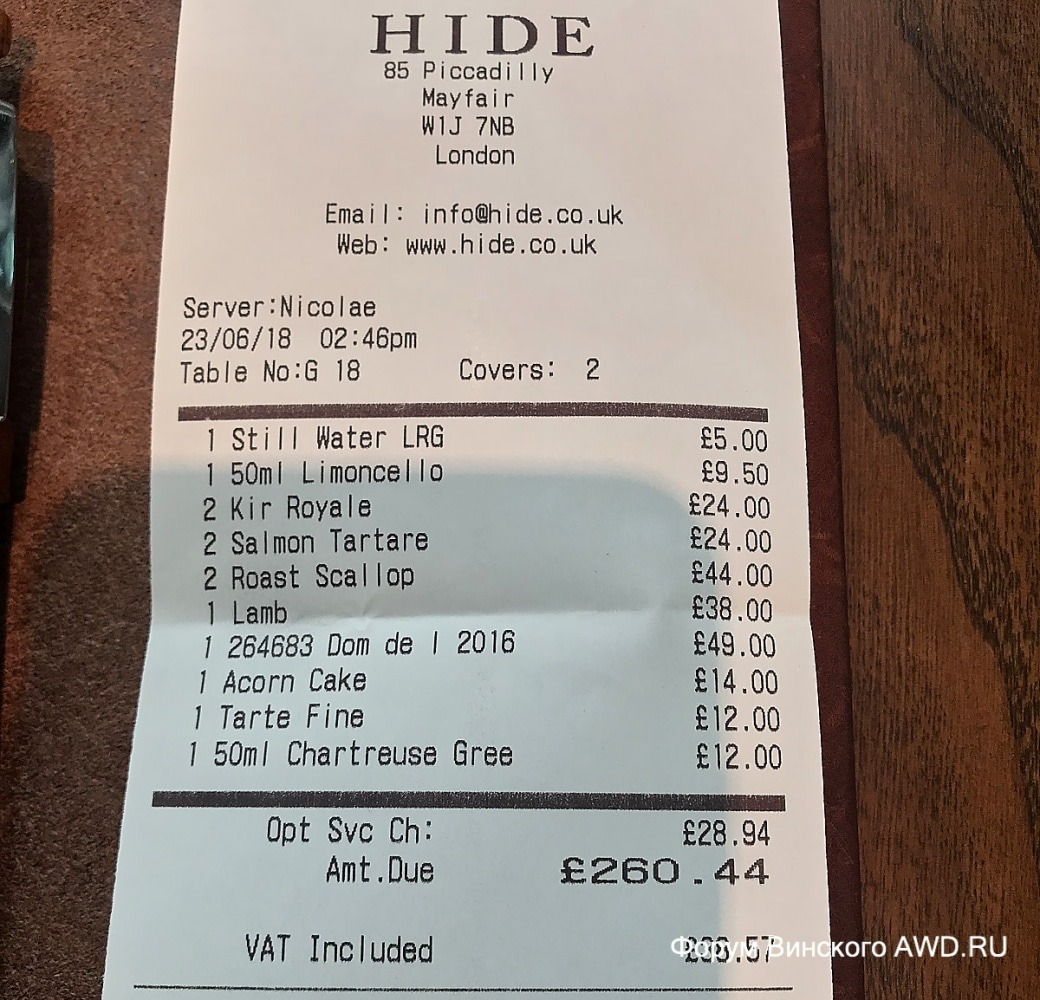 HIDE
85 Piccadilly
Mayfair
W1J 7NB
London
Email: info@hide.co.uk
Web: www.hide.co.uk
Server:Nicolae
23/06/18 02:46pm
Table No:G 18 Covers: 2
1 Still Water LRG £5.00
1 50ml Limoncello £9.50
2 Kir Royale £24.00
2 Salmon Tartare £24.00
2 Roast Scallop £44.00
1 Lamb £38.00
1 264683 Dom de l 2016 £49.00
1 Acorn Cake £14.00
1 Tarte Fine £12.00
1 50ml Chartreuse Gree £12.00
Opt Svc Ch: £28.94
Amt.Due £260.44
VAT Included
Форум Винского AWD.RU